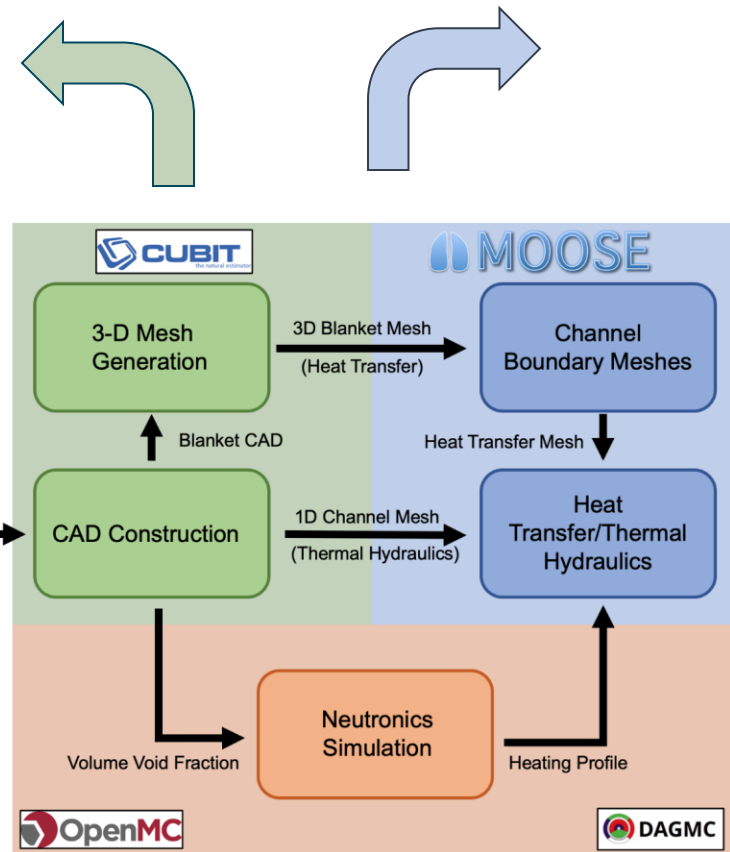 CUBIT
the natural estimator
MOOSE
3-D Mesh
Generation
3D Blanket Mesh
(Heat Transfer)
Channel
Boundary Meshes
Blanket CAD
Heat Transfer Mesh
CAD Construction
1D Channel Mesh
(Thermal Hydraulics)
Heat
Transfer/Thermal
Hydraulics
Neutronics
Simulation
Volume Void Fraction
Heating Profile
OpenMC
DAGMC